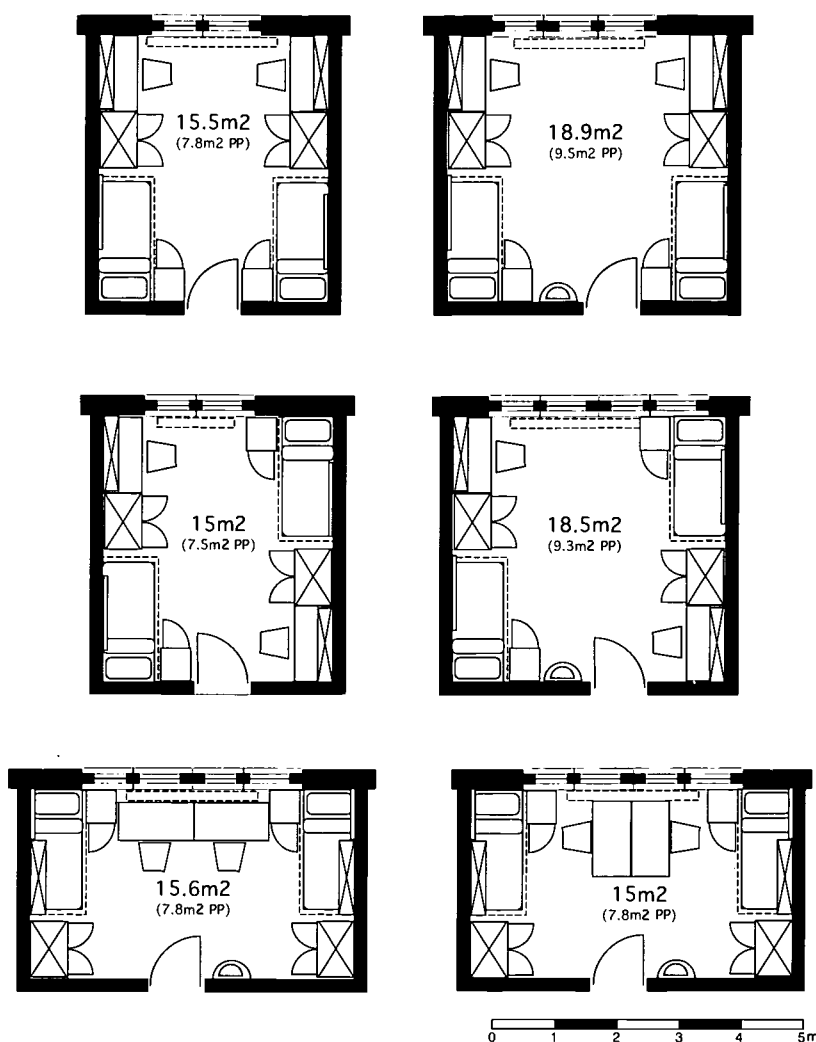 15.5m2
(7.8m2 PP)
18.9m2
(9.5m2 PP)
15m2
(7.5m2 PP)
18.5m2
(9.3m2 PP)
15.6m2
(7.8m2 PP)
15m2
(7.8m2 PP)
0 1 2 3 4 5m